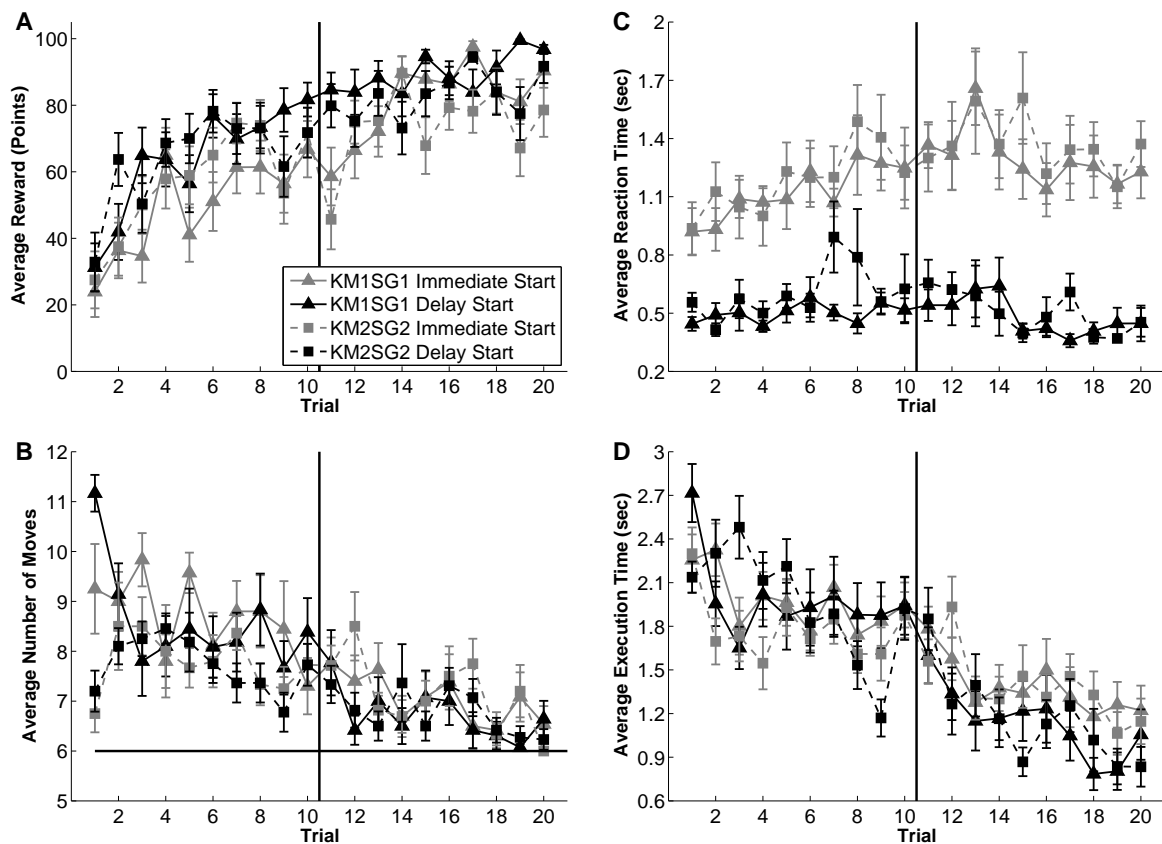 A
Average Reward (Points)
100
80
60
40
20
0
2 4 6 8 10 12 14 16 18 20
Trial
KM1SG1 Immediate Start
KM1SG1 Delay Start
KM2SG2 Immediate Start
KM2SG2 Delay Start
C
Average Reaction Time (sec)
2
1.7
1.4
1.1
0.8
0.5
0.2
2 4 6 8 10 12 14 16 18 20
Trial
B
Average Number of Moves
12
11
10
9
8
7
6
5
2 4 6 8 10 12 14 16 18 20
Trial
D
Average Execution Time (sec)
3
2.7
2.4
2.1
1.8
1.5
1.2
0.9
0.6
2 4 6 8 10 12 14 16 18 20
Trial